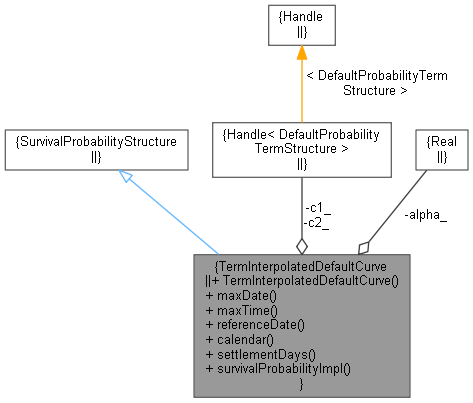 {Handle
||}
< DefaultProbabilityTerm
Structure >
{SurvivalProbabilityStructure
||}
{Handle< DefaultProbability
TermStructure >
||}
{Real
||}
-c1_
-c2_
-alpha_
{TermInterpolatedDefaultCurve
||+ TermInterpolatedDefaultCurve()
+ maxDate()
+ maxTime()
+ referenceDate()
+ calendar()
+ settlementDays()
+ survivalProbabilityImpl()
}